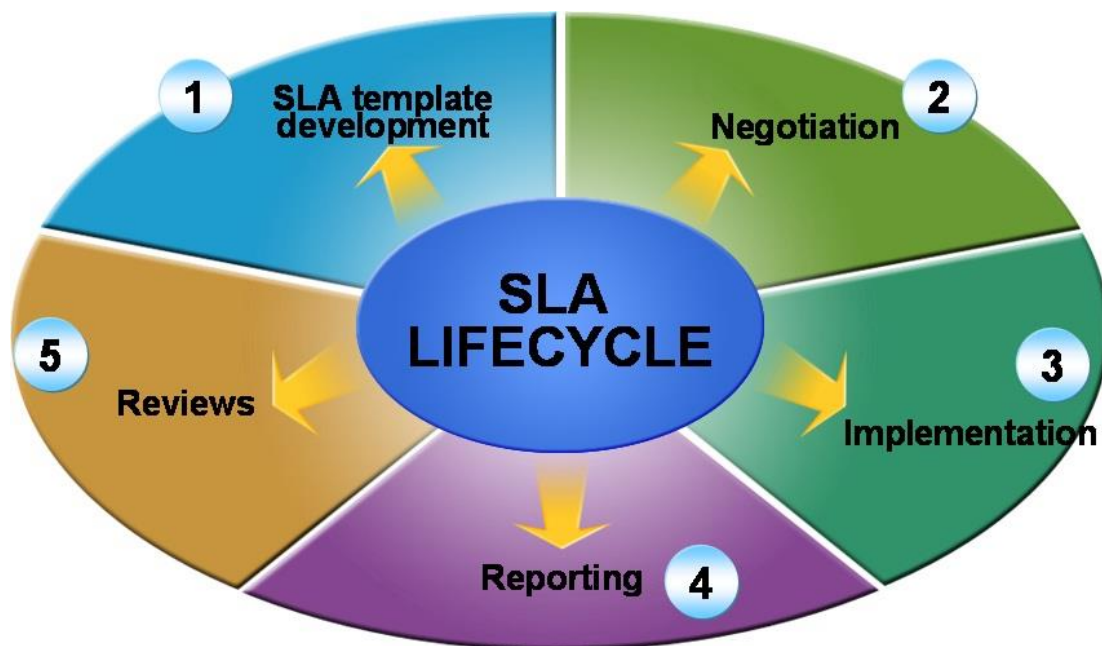 1
SLA template
development
2
Negotiation
SLA
LIFECYCLE
3
Implementation
5
Reviews
Reporting
4